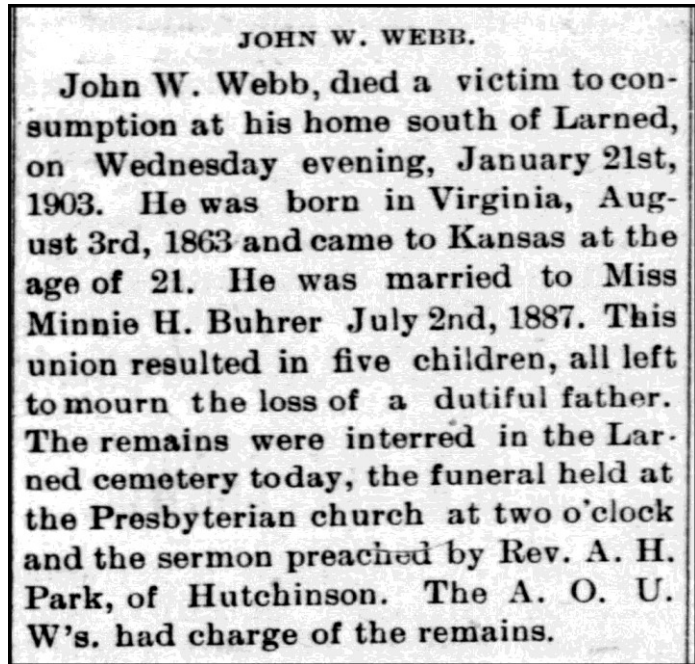 JOHN W. WEBB.
John W. Webb, died a victim to con-
sumption at his home south of Larned,
on Wednesday evening, January 21st,
1903. He was born in Virginia, Aug-
ust 3rd, 1863 and came to Kansas at the
age of 21. He was married to Miss
Minnie H. Buhrer July 2nd, 1887. This
union resulted in five children, all left
to mourn the loss of a dutiful father.
The remains were interred in the Lar-
ned cemetery today, the funeral held at
the Presbyterian church at two o'clock
and the sermon preached by Rev. A. H.
Park, of Hutchinson. The A. O. U.
W's. had charge of the remains.